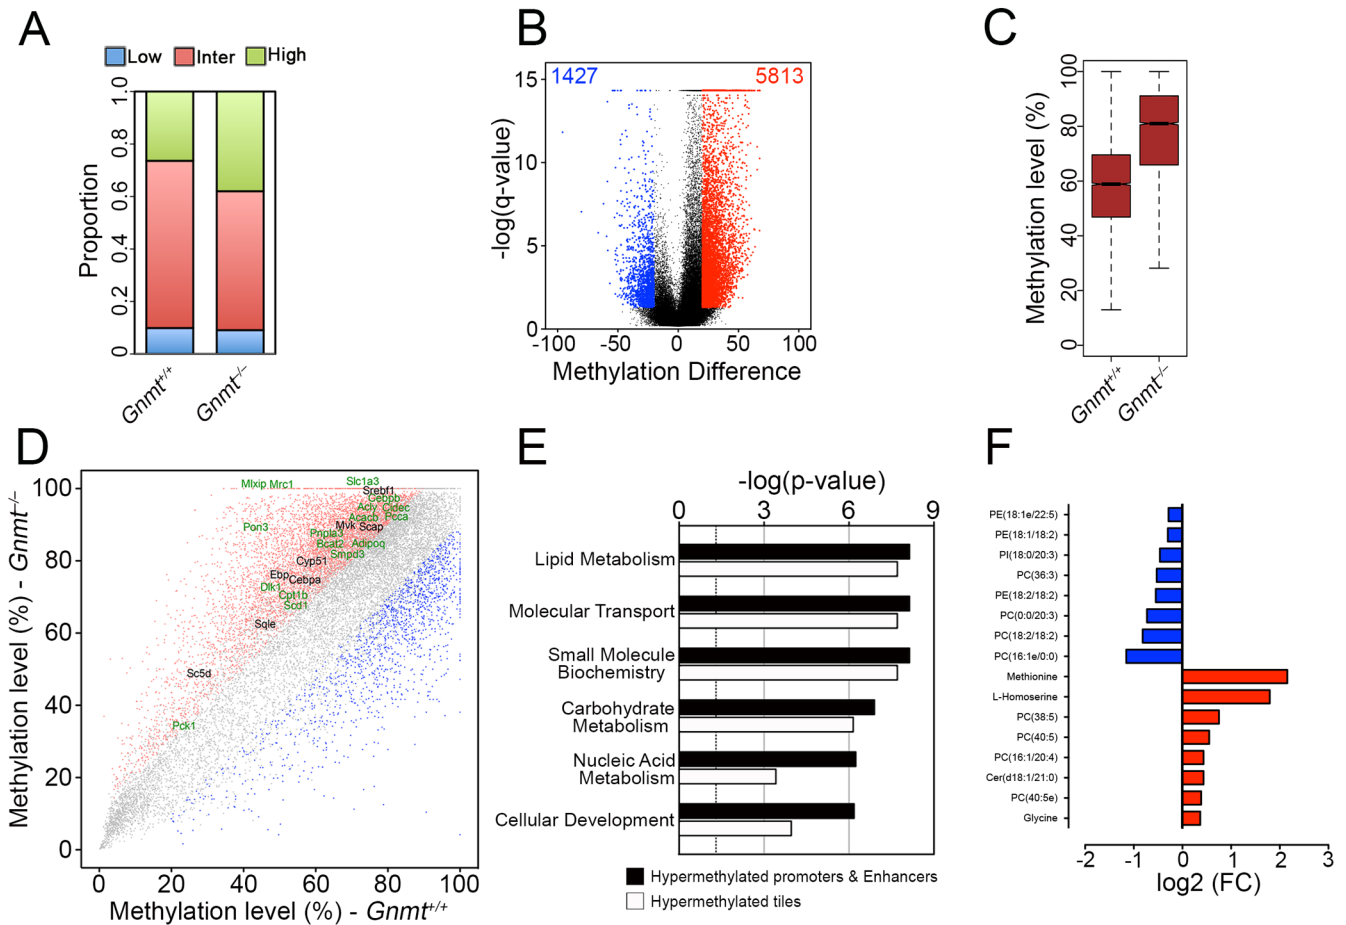 A
Low Inter High
Proportion
1.0
0.8
0.6
0.4
0.2
0
Gnmt+/+ Gnmt–/–
B
1427 5813
-log(q-value)
15
10
5
0
-100 -50 0 50 100
Methylation Difference
C
Methylation level (%)
100
80
60
40
20
0
Gnmt+/+ Gnmt–/–
D
Methylation level (%) - Gnmt–/–
100
80
60
40
20
0
Mlxip Mrc1 Slc1a3
Srebf1
Cebpb
Acly Cidec
Acacb Pcca
Pon3 Mvk Scap
Pnpla3
Bcat2 Adipoq
Smpd3
Cyp51
Ebp Cebpa
Dlk1
Cpt1b
Scd1
Sqle
Sc5d
Pck1
0 20 40 60 80 100
Methylation level (%) - Gnmt+/+
E
-log(p-value)
0 3 6 9
Lipid Metabolism
Molecular Transport
Small Molecule
Biochemistry
Carbohydrate
Metabolism
Nucleic Acid
Metabolism
Cellular Development
Hypermethylated promoters & Enhancers
Hypermethylated tiles
F
PE(18:1e/22:5)
PE(18:1/18:2)
PI(18:0/20:3)
PC(36:3)
PE(18:2/18:2)
PC(0:0/20:3)
PC(18:2/18:2)
PC(16:1e/0:0)
Methionine
L-Homoserine
PC(38:5)
PC(40:5)
PC(16:1/20:4)
Cer(d18:1/21:0)
PC(40:5e)
Glycine
-2 -1 0 1 2 3
log2 (FC)